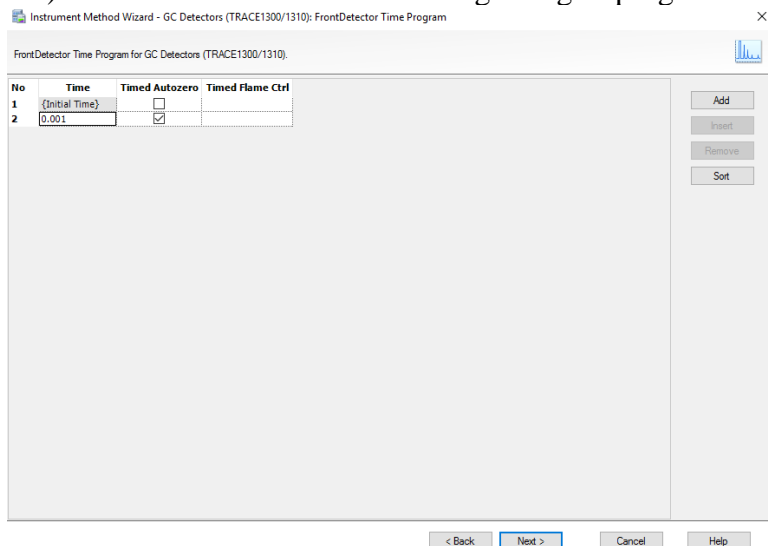 Instrument Method Wizard - GC Detectors (TRACE1300/1310): FrontDetector Time Program
FrontDetector Time Program for GC Detectors (TRACE1300/1310).
No Time Timed Autozero Timed Flame Ctrl
1 {Initial Time}
2 0.001
Add
Insert
Remove
Sort
< Back Next > Cancel Help